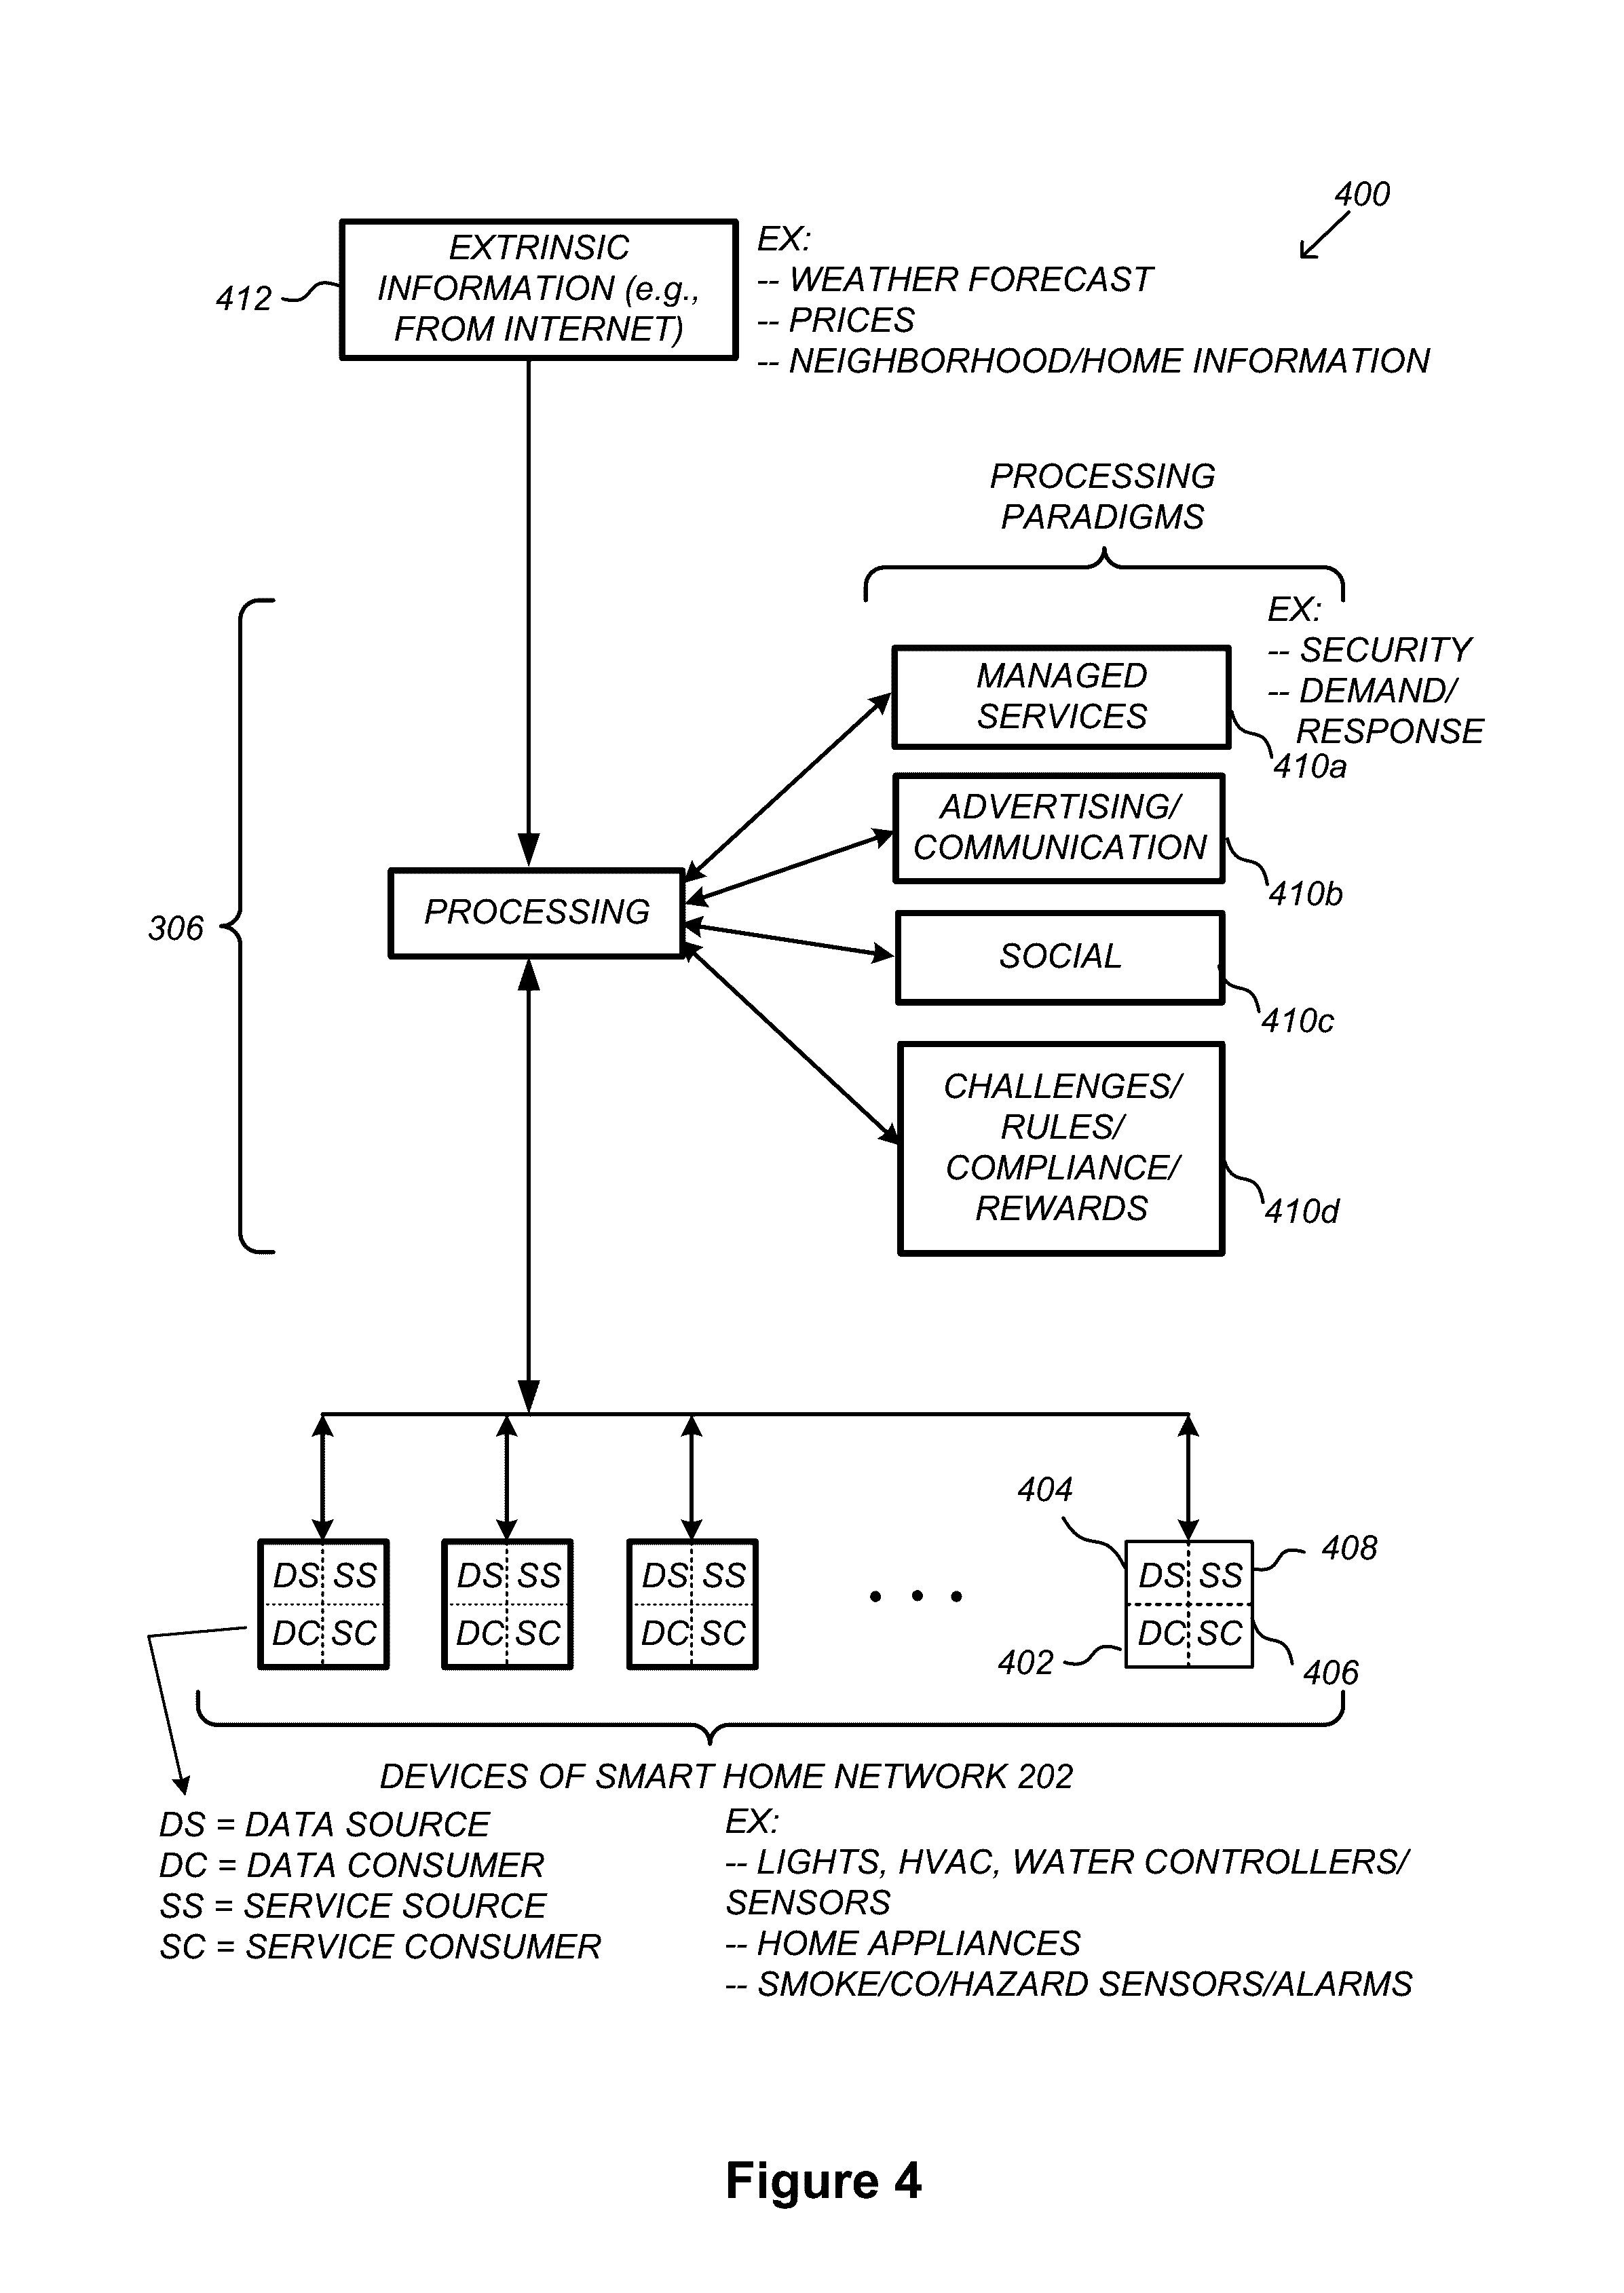 400
EXTRINSIC
INFORMATION (e.g.,
FROM INTERNET)
412
EX:
-- WEATHER FORECAST
-- PRICES
-- NEIGHBORHOOD/HOME INFORMATION
PROCESSING
PARADIGMS
EX:
-- SECURITY
-- DEMAND/
RESPONSE
MANAGED
SERVICES
410a
ADVERTISING/
COMMUNICATION
410b
PROCESSING
306
SOCIAL
410c
CHALLENGES/
RULES/
COMPLIANCE/
REWARDS
410d
404
408
DS SS
DC SC
DS SS
DC SC
DS SS
DC SC
DS SS
DC SC
402
406
DEVICES OF SMART HOME NETWORK 202
DS = DATA SOURCE
DC = DATA CONSUMER
SS = SERVICE SOURCE
SC = SERVICE CONSUMER
EX:
-- LIGHTS, HVAC, WATER CONTROLLERS/
SENSORS
-- HOME APPLIANCES
-- SMOKE/CO/HAZARD SENSORS/ALARMS
Figure 4